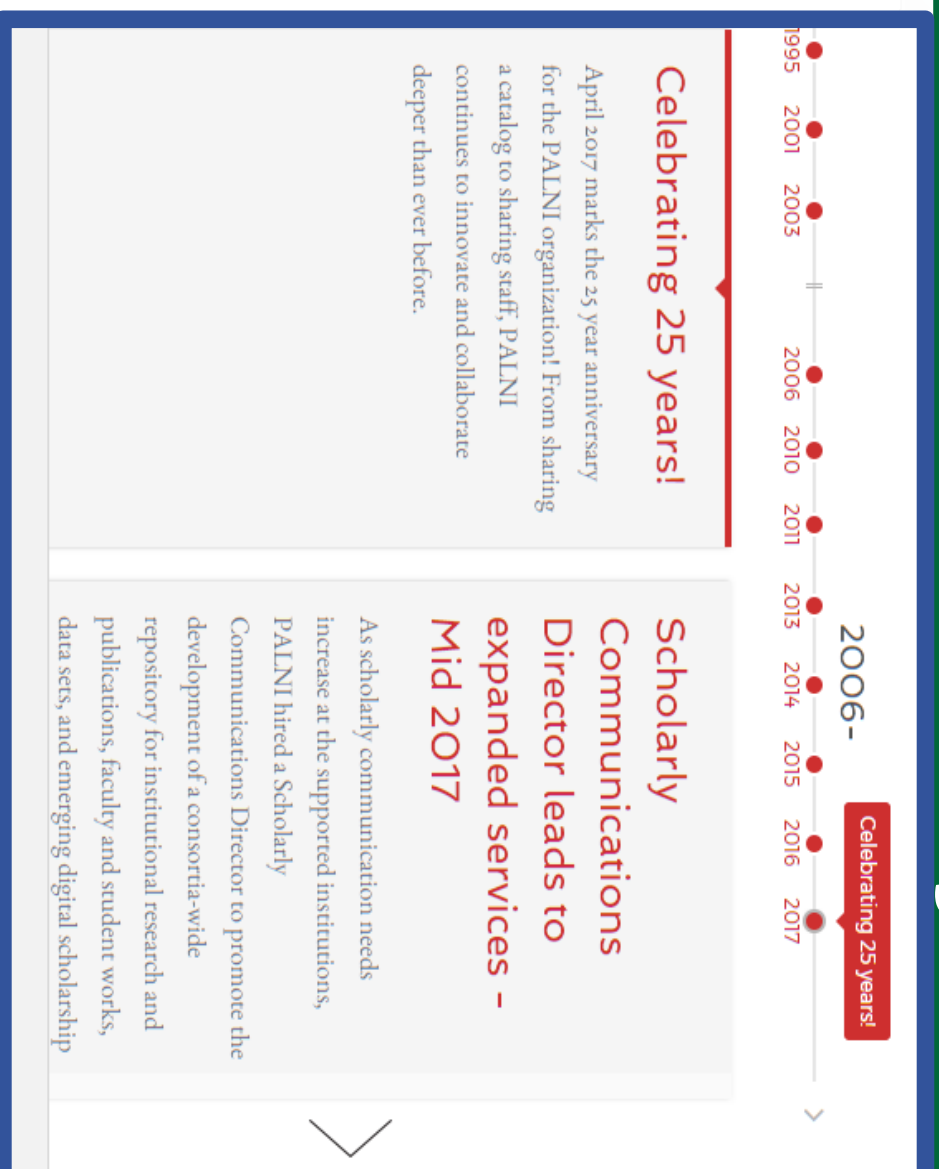 2006-
Celebrating 25 years!
1995 2001 2003 2006 2010 2011 2013 2014 2015 2016 2017
Celebrating 25 years!
April 2017 marks the 25 year anniversary
for the PALNI organization! From sharing
a catalog to sharing staff, PALNI
continues to innovate and collaborate
deeper than ever before.
Scholarly
Communications
Director leads to
expanded services –
Mid 2017
As scholarly communication needs
increase at the supported institutions,
PALNI hired a Scholarly
Communications Director to promote the
development of a consortia-wide
repository for institutional research and
publications, faculty and student works,
data sets, and emerging digital scholarship